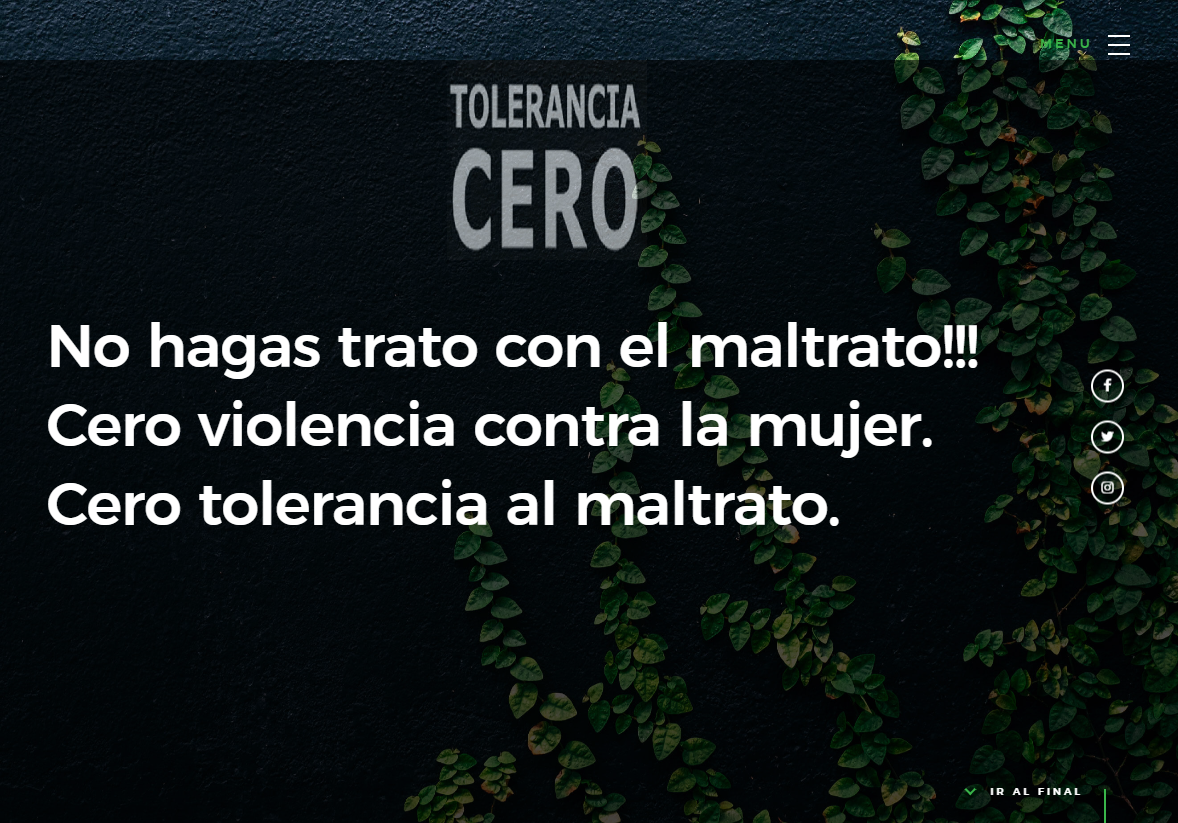 MENU
TOLERANCIA
CERO
No hagas trato con el maltrato!!!
Cero violencia contra la mujer.
Cero tolerancia al maltrato.
IR AL FINAL